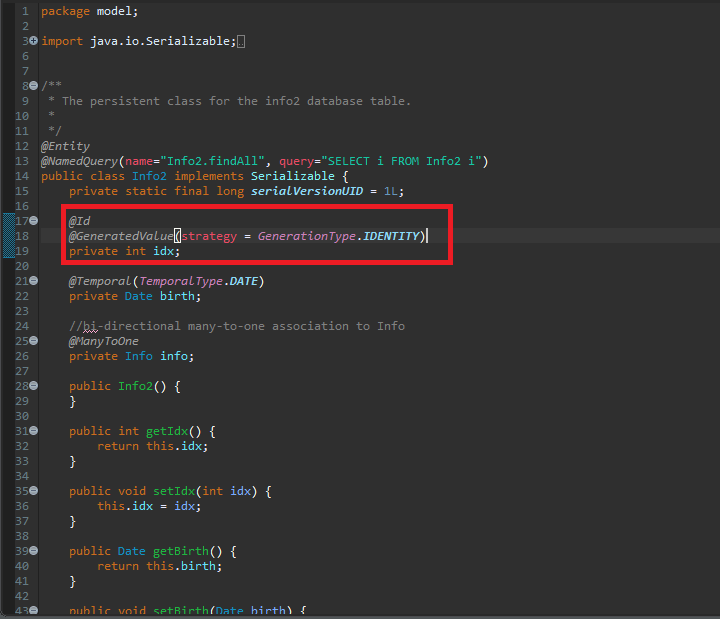 1 package model;
2
3 import java.io.Serializable;
6
7
8 /**
9  * The persistent class for the info2 database table.
10  *
11  */
12 @Entity
13 @NamedQuery(name="Info2.findAll", query="SELECT i FROM Info2 i")
14 public class Info2 implements Serializable {
15     private static final long serialVersionUID = 1L;
16
17     @Id
18     @GeneratedValue(strategy = GenerationType.IDENTITY)
19     private int idx;
20
21     @Temporal(TemporalType.DATE)
22     private Date birth;
23
24     //bi-directional many-to-one association to Info
25     @ManyToOne
26     private Info info;
27
28     public Info2() {
29     }
30
31     public int getIdx() {
32         return this.idx;
33     }
34
35     public void setIdx(int idx) {
36         this.idx = idx;
37     }
38
39     public Date getBirth() {
40         return this.birth;
41     }
42
43     public void setBirth(Date birth) {